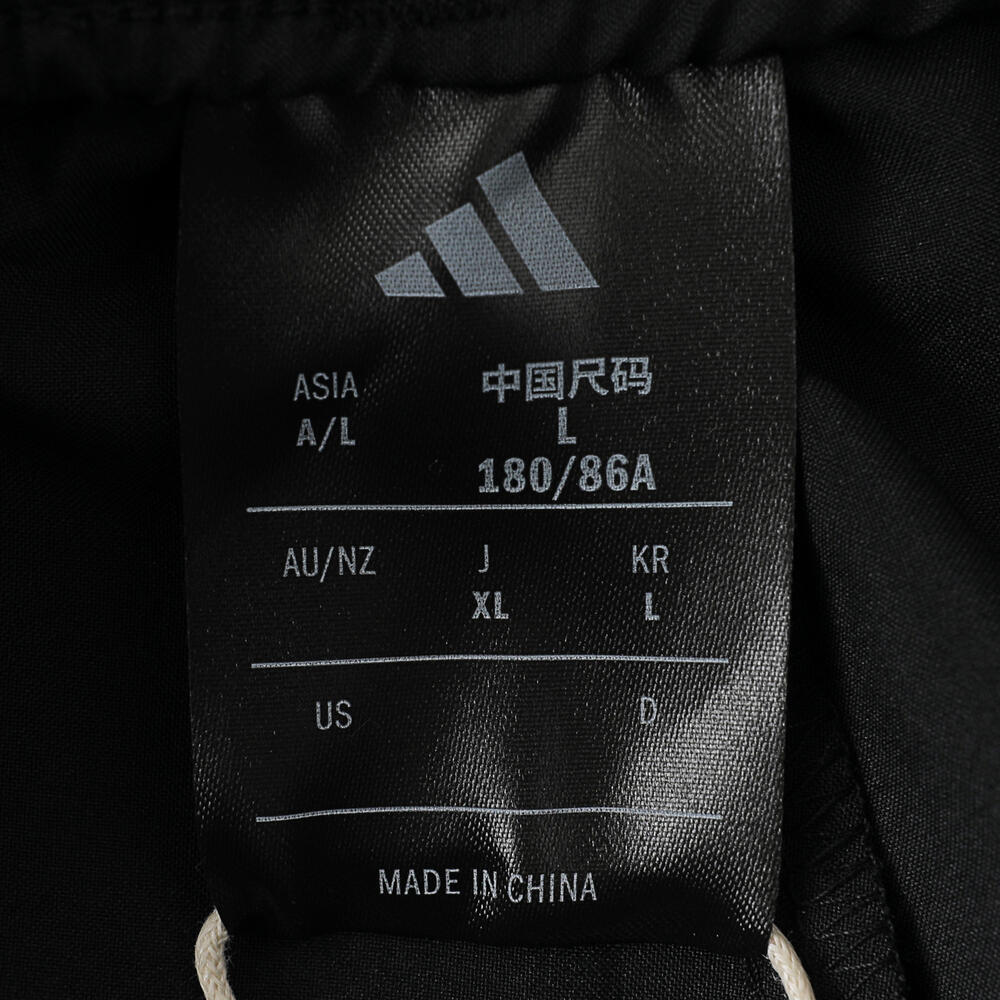 ASIA 中国尺码
A/L L
180/86A
AU/NZ J KR
XL L
US D
MADE IN CHINA